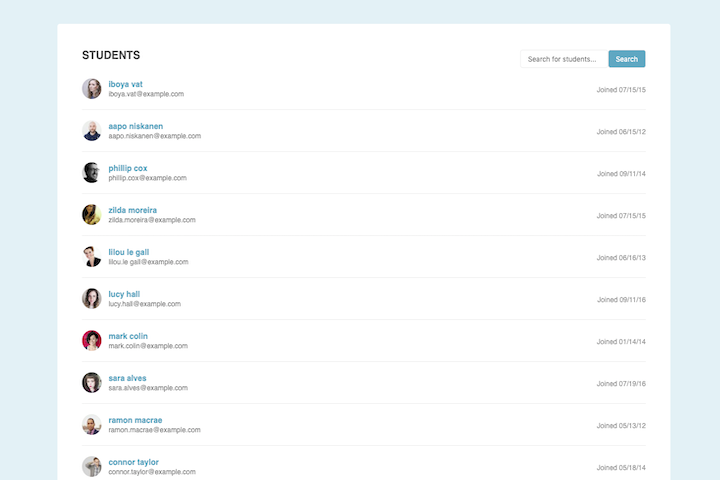 STUDENTS
Search for students...
Search
iboya vat
iboya.vat@example.com
Joined 07/15/15
aapo niskanen
aapo.niskanen@example.com
Joined 06/15/12
phillip cox
phillip.cox@example.com
Joined 09/11/14
zilda moreira
zilda.moreira@example.com
Joined 07/15/15
lilou le gall
lilou.le gall@example.com
Joined 06/16/13
lucy hall
lucy.hall@example.com
Joined 09/11/16
mark colin
mark.colin@example.com
Joined 01/14/14
sara alves
sara.alves@example.com
Joined 07/19/16
ramon macrae
ramon.macrae@example.com
Joined 05/13/12
connor taylor
connor.taylor@example.com
Joined 05/18/14